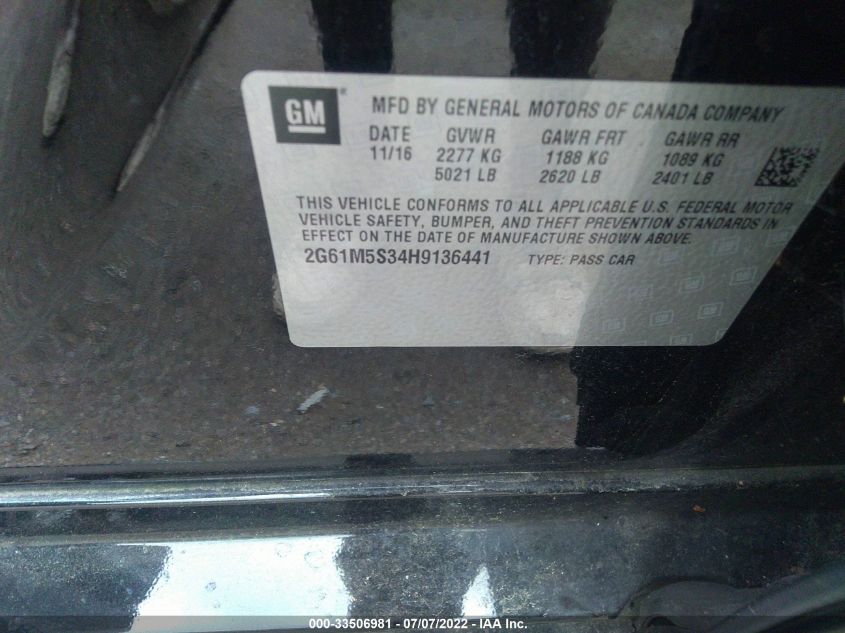 GM
MFD BY GENERAL MOTORS OF CANADA COMPANY
DATE GVWR GAWR FRT GAWR RR
11/16 2277 KG 1188 KG 1089 KG
5021 LB 2620 LB 2401 LB
THIS VEHICLE CONFORMS TO ALL APPLICABLE U.S. FEDERAL MOTOR
VEHICLE SAFETY, BUMPER, AND THEFT PREVENTION STANDARDS IN
EFFECT ON THE DATE OF MANUFACTURE SHOWN ABOVE.
2G61M5S34H9136441 TYPE: PASS CAR
000-33506981 - 07/07/2022 - IAA Inc.